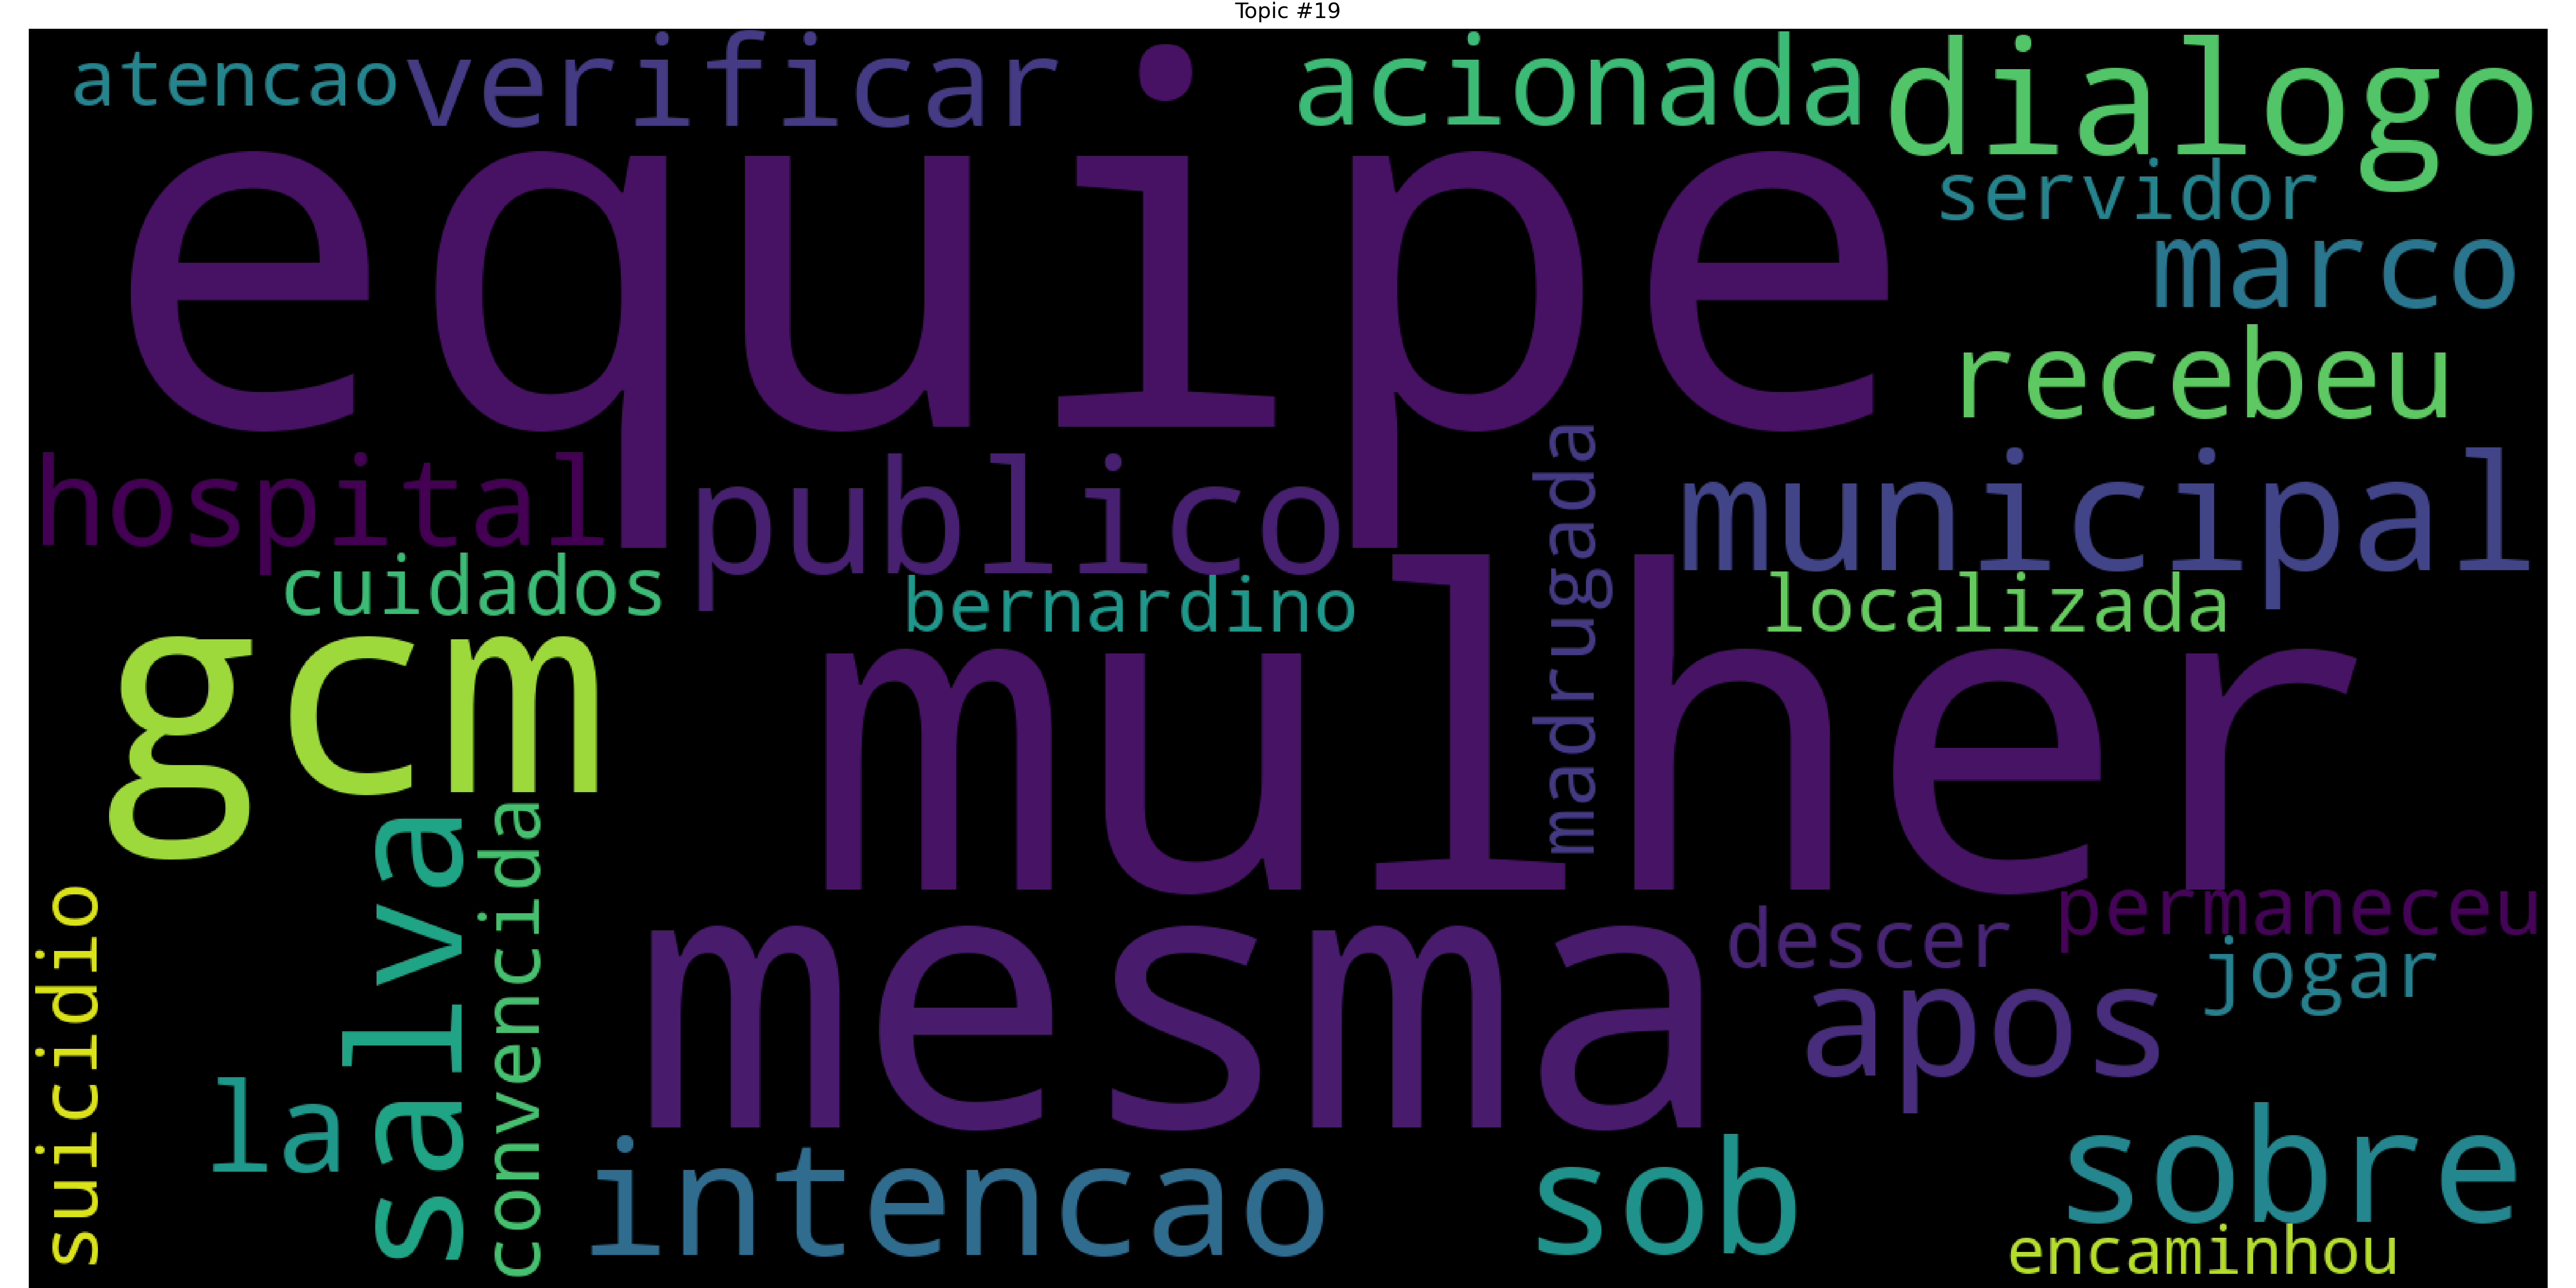 Topic #19
atencao
verificar
acionada
dialogo
equipe
servidor
marco
recebeu
hospital
publico
madrugada
municipal
cuidados
bernardino
localizada
gcm
mulher
salva
convencida
suicidio
mesma
descer
permaneceu
jogar
apos
la
intencao
sob
sobre
encaminhou